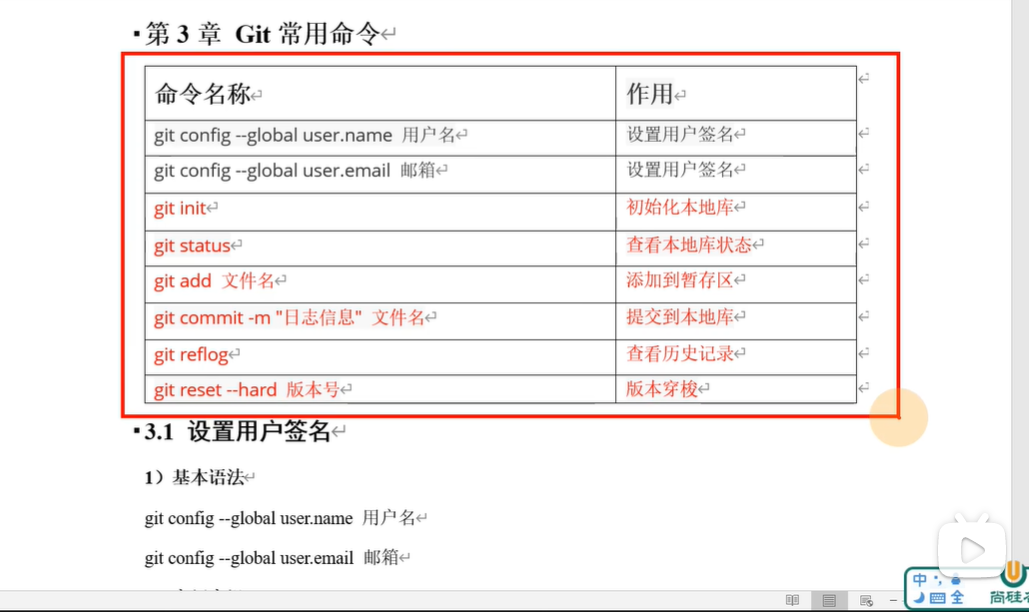 第 3 章 Git 常用命令
命令名称 作用
git config --global user.name 用户名 设置用户签名
git config --global user.email 邮箱 设置用户签名
git init 初始化本地库
git status 查看本地库状态
git add 文件名 添加到暂存区
git commit -m "日志信息" 文件名 提交到本地库
git reflog 查看历史记录
git reset --hard 版本号 版本穿梭
3.1 设置用户签名
1）基本语法
git config --global user.name 用户名
git config --global user.email 邮箱
中
全
尚硅